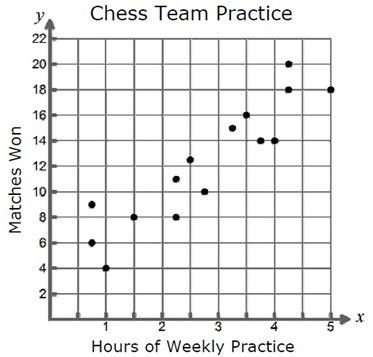 Chess Team Practice
y
22
20
18
16
14
12
10
8
6
4
2
Matches Won
1 2 3 4 5 x
Hours of Weekly Practice